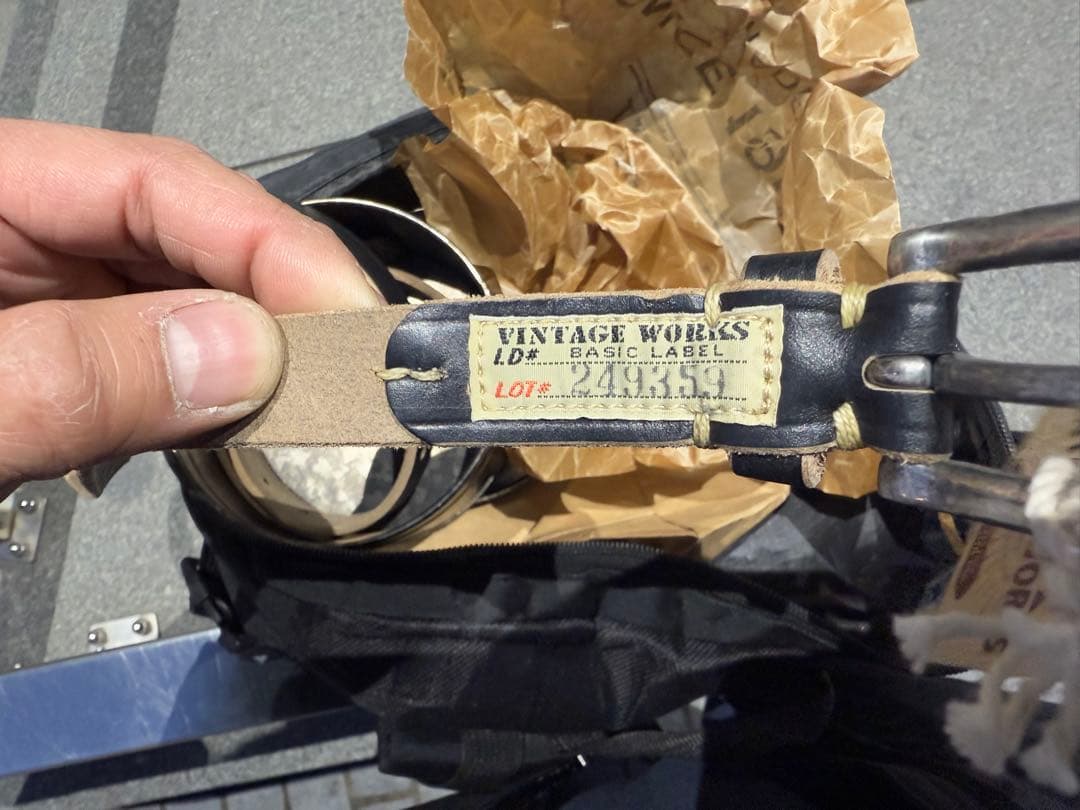 VINTAGE WORKS
I.D# BASIC LABEL
LOT# 249359